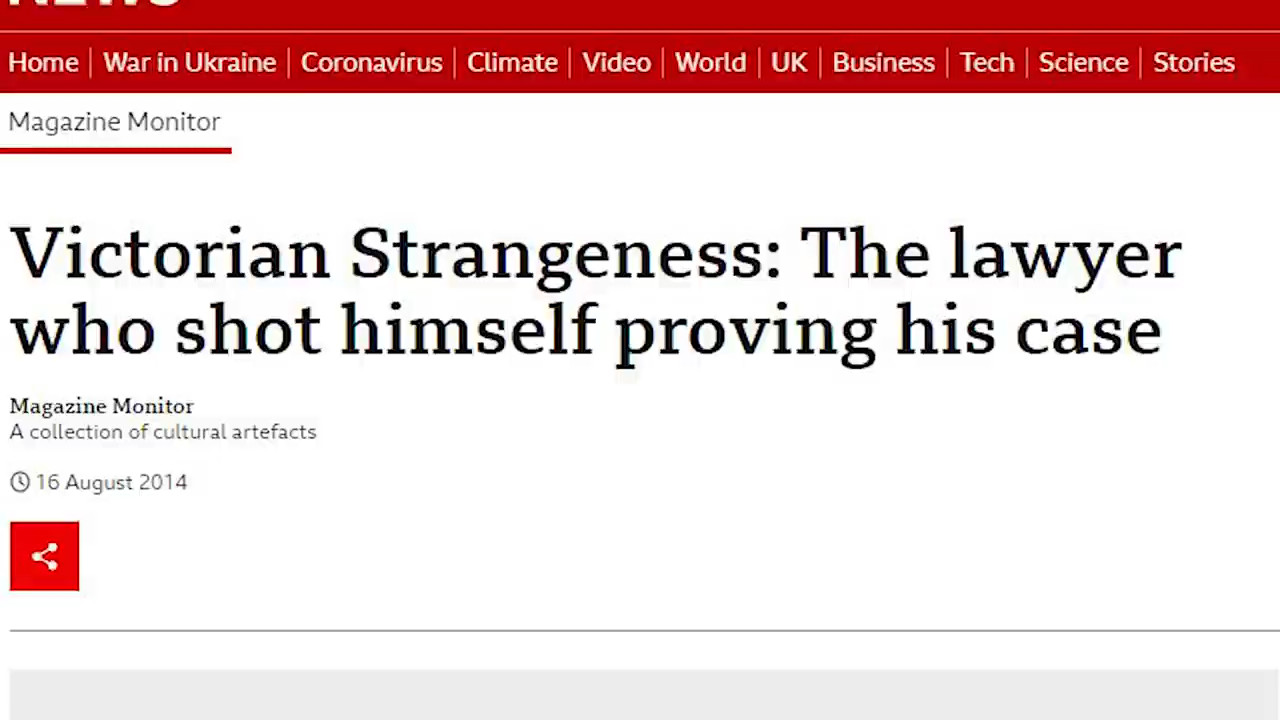 NEWS
Home War in Ukraine Coronavirus Climate Video World UK Business Tech Science Stories
Magazine Monitor
Victorian Strangeness: The lawyer
who shot himself proving his case
Magazine Monitor
A collection of cultural artefacts
16 August 2014